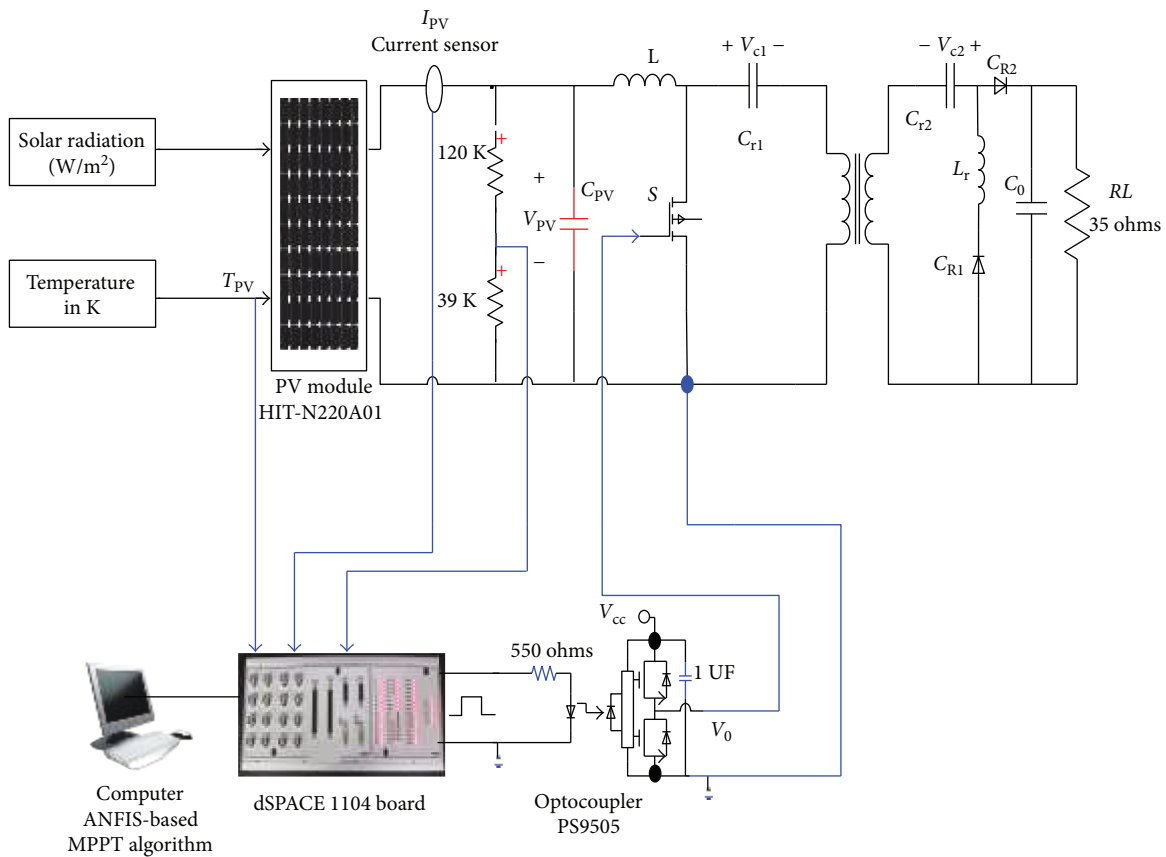 I_PV
Current sensor
L
+ V_c1 −
− V_c2 +
C_R2
Solar radiation
(W/m²)
+
120 K
+
C_PV
V_PV
−
S
C_r1
C_r2
L_r
C_0
RL
35 ohms
C_R1
Temperature
in K
T_PV
+
39 K
PV module
HIT-N220A01
V_cc
550 ohms
1 UF
V_0
Computer
ANFIS-based
MPPT algorithm
dSPACE 1104 board
Optocoupler
PS9505